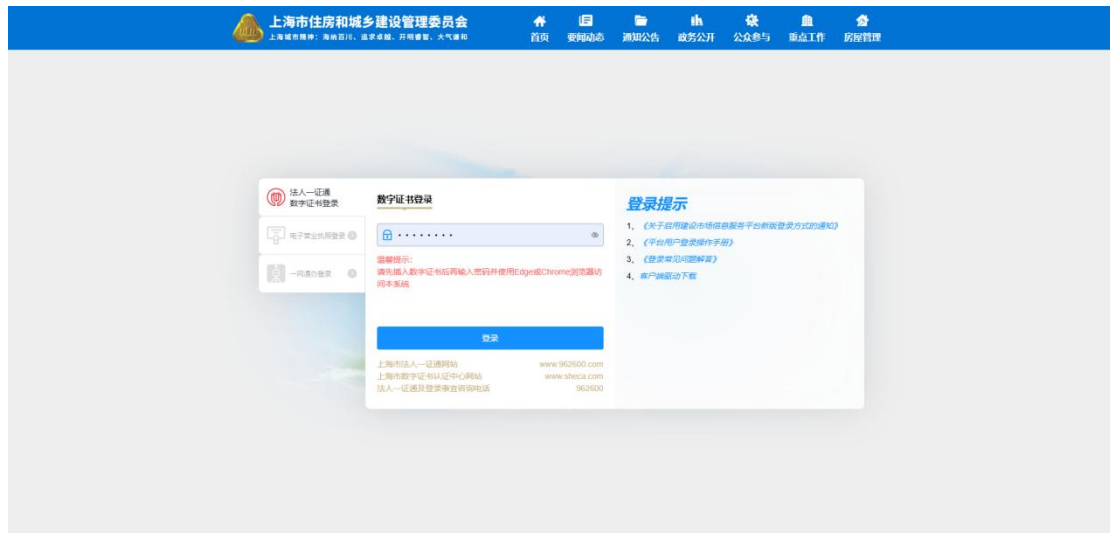 上海市住房和城乡建设管理委员会
上海城市精神：海纳百川、追求卓越、开明睿智、大气谦和
首页 要闻动态 通知公告 政务公开 公众参与 重点工作 房屋管理
法人一证通
数字证书登录
电子营业执照登录
一网通办登录
数字证书登录
温馨提示:
请先插入数字证书后再输入密码并使用Edge或Chrome浏览器访
问本系统
登录
上海市法人一证通网站 www.962600.com
上海市数字证书认证中心网站 www.sheca.com
法人一证通及登录事宜咨询电话 962600
登录提示
1、《关于启用建设市场信息服务平台新版登录方式的通知》
2、《平台用户登录操作手册》
3、《登录常见问题解答》
4、客户端驱动下载